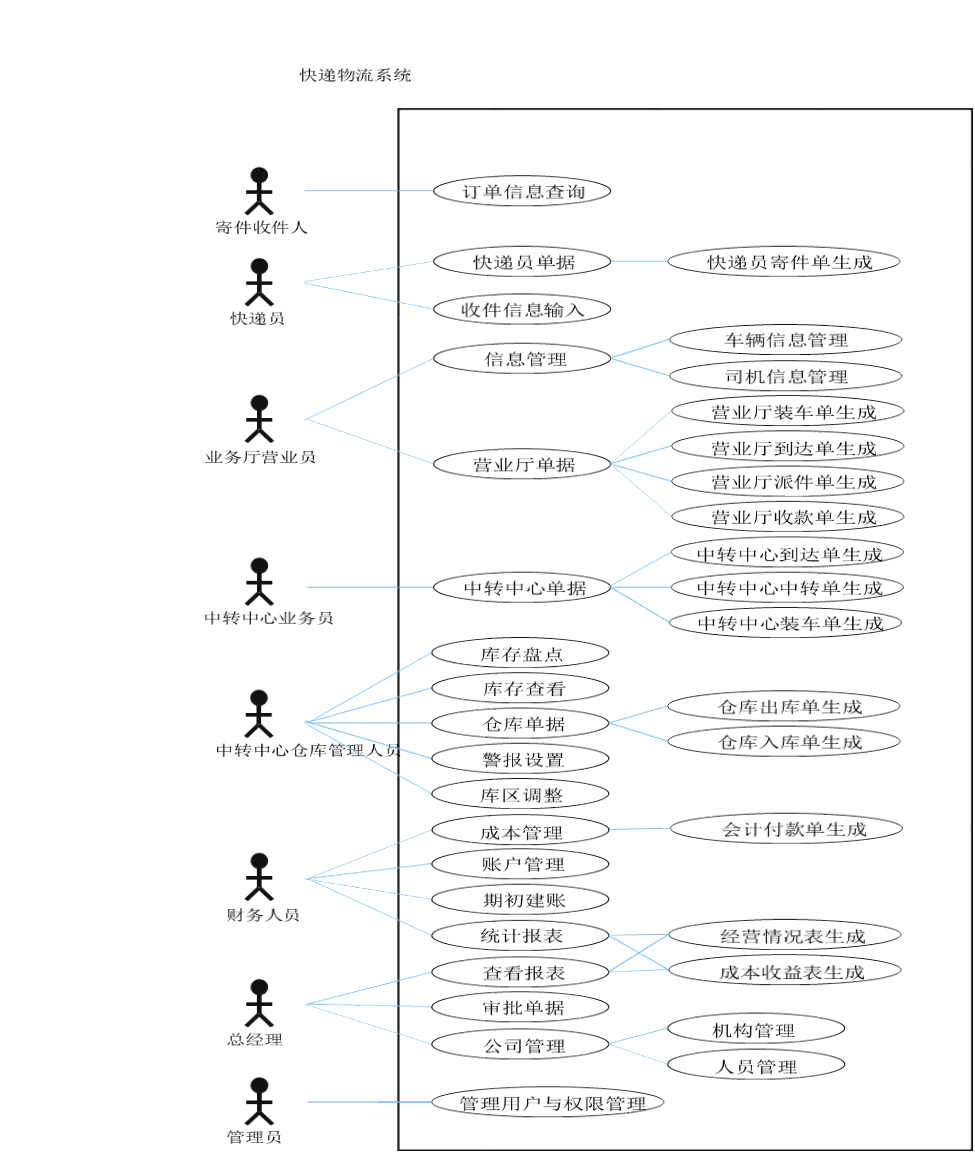 快递物流系统
订单信息查询
寄件收件人
快递员单据
快递员寄件单生成
快递员
收件信息输入
车辆信息管理
信息管理
司机信息管理
营业厅装车单生成
营业厅到达单生成
业务厅营业员
营业厅单据
营业厅派件单生成
营业厅收款单生成
中转中心到达单生成
中转中心单据
中转中心中转单生成
中转中心业务员
中转中心装车单生成
库存盘点
库存查看
仓库出库单生成
仓库单据
仓库入库单生成
中转中心仓库管理人员
警报设置
库区调整
成本管理
会计付款单生成
账户管理
期初建账
财务人员
统计报表
经营情况表生成
查看报表
成本收益表生成
审批单据
机构管理
总经理
公司管理
人员管理
管理用户与权限管理
管理员